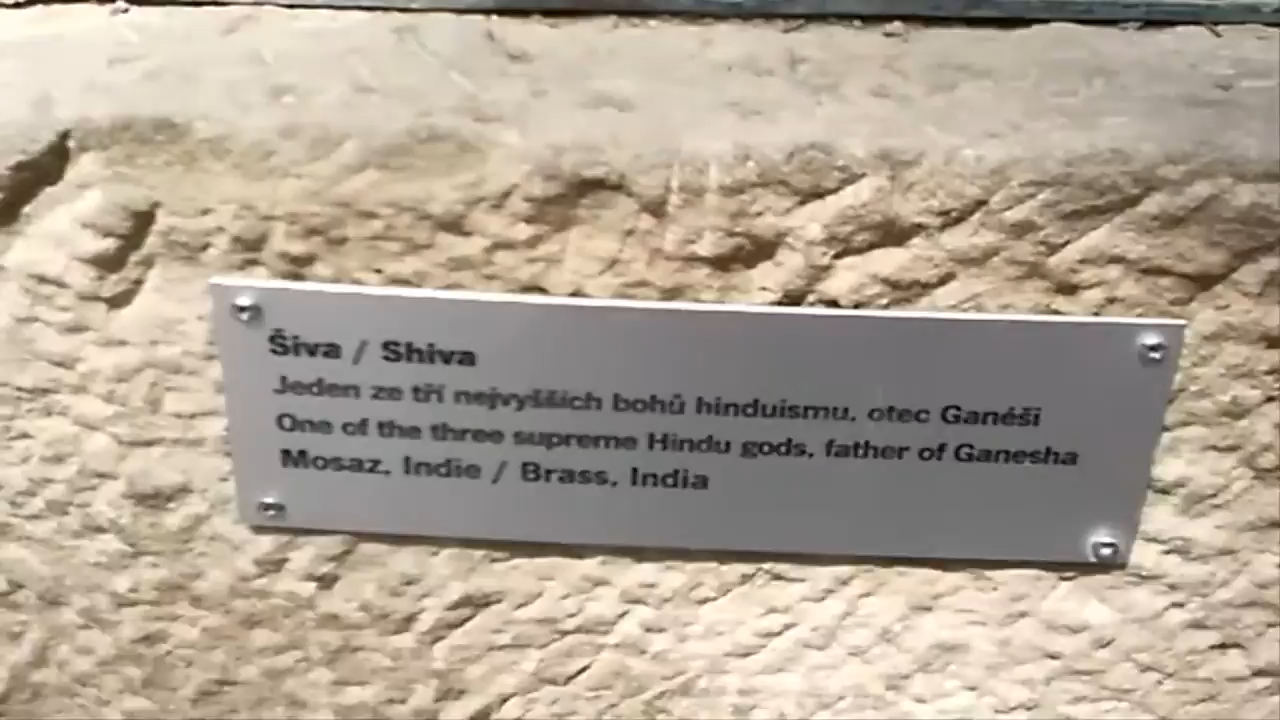 Šiva / Shiva
Jeden ze tří nejvyšších bohů hinduismu, otec Ganéši
One of the three supreme Hindu gods, father of Ganesha
Mosaz, Indie / Brass, India